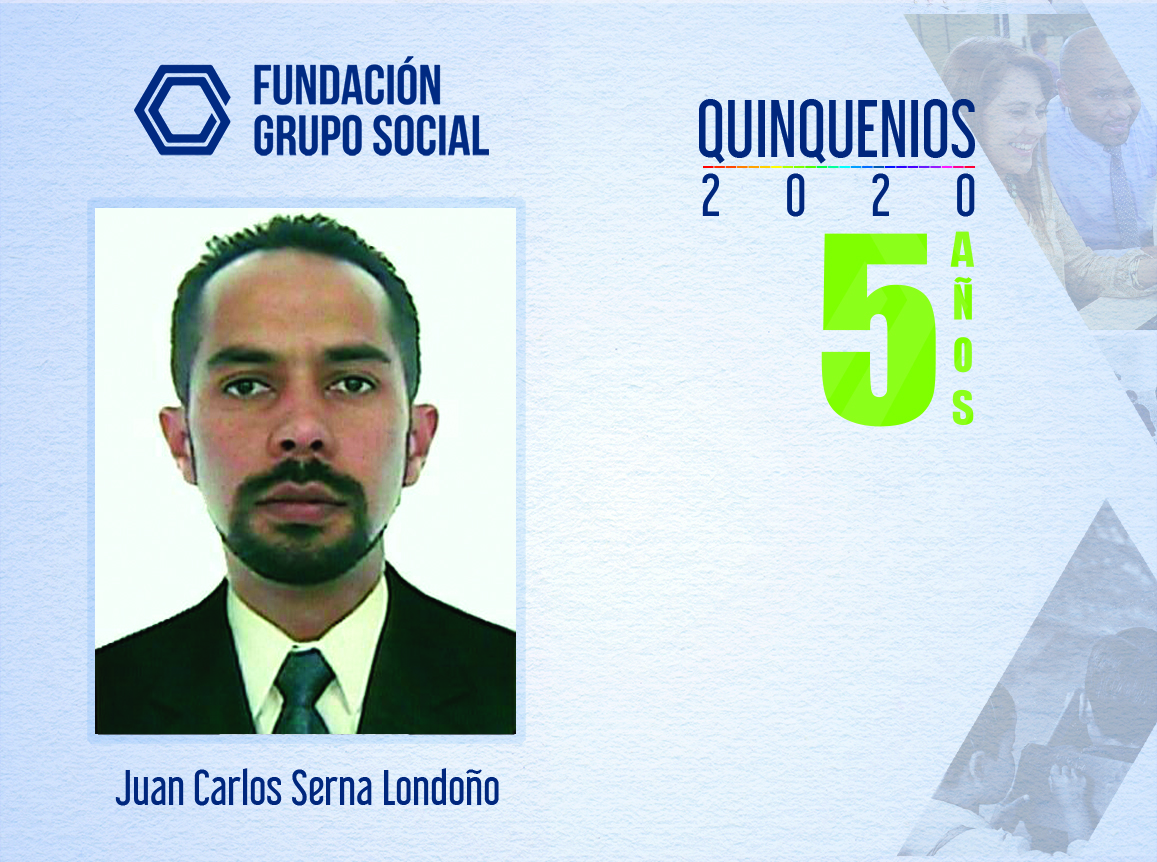 FUNDACIÓN
GRUPO SOCIAL
QUINQUENIOS
2020
5 AÑOS
Juan Carlos Serna Londoño